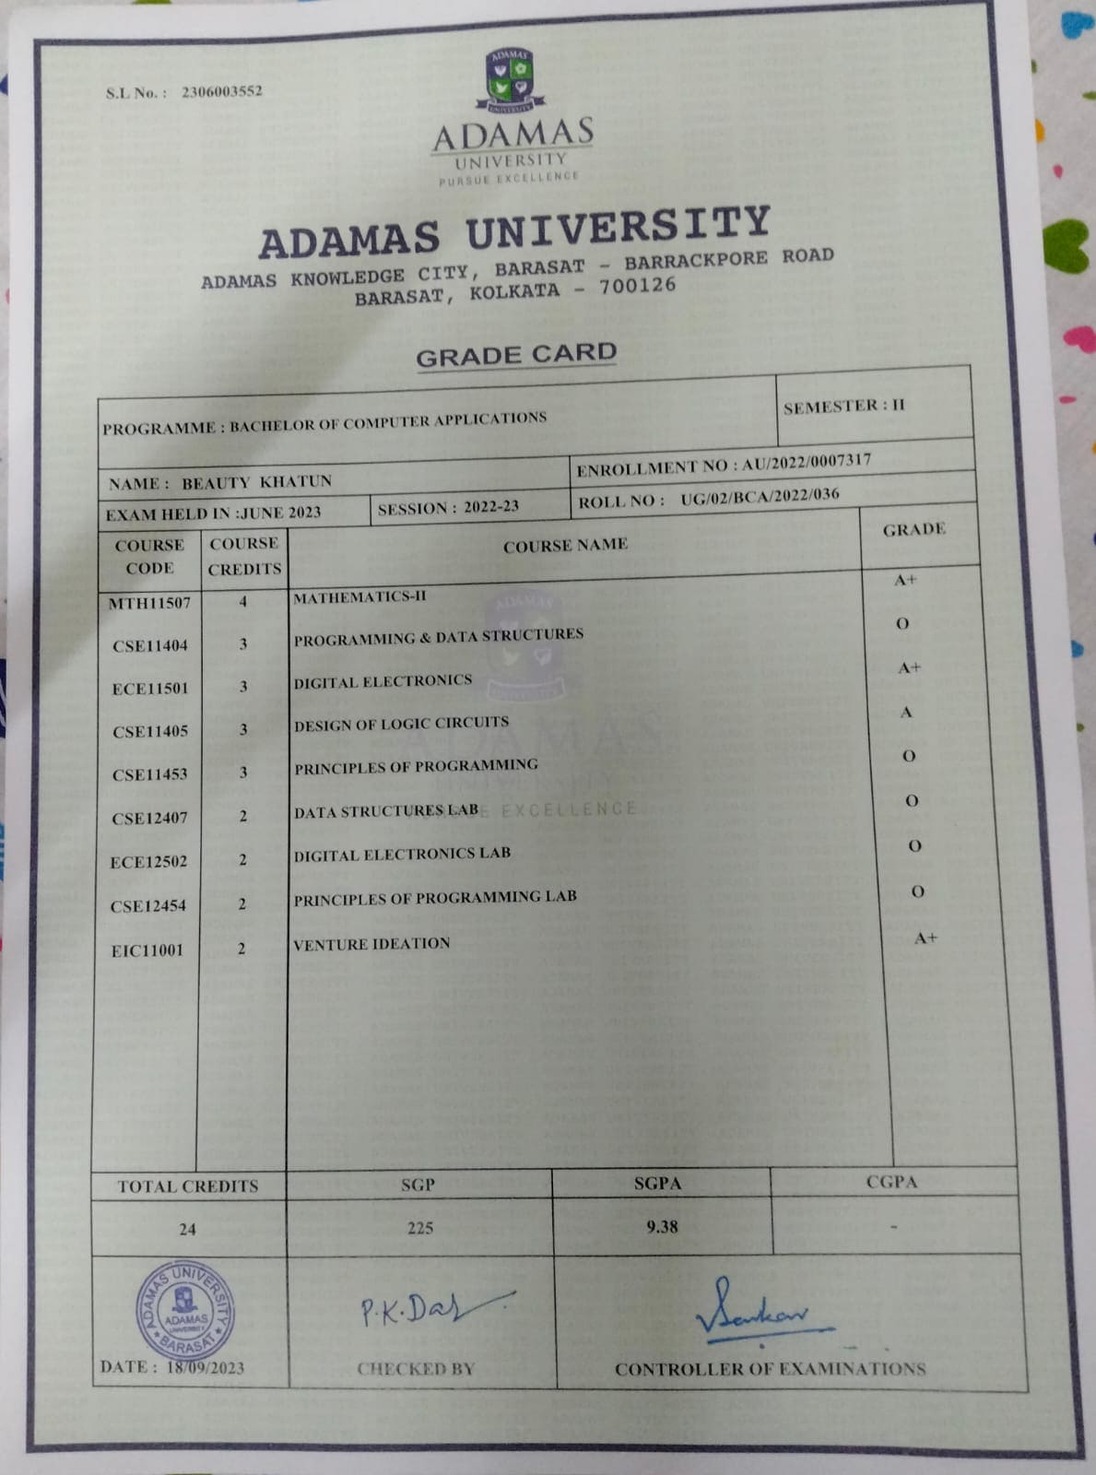 S.L No. : 2306003552
ADAMAS
UNIVERSITY
ADAMAS
UNIVERSITY
PURSUE EXCELLENCE
ADAMAS UNIVERSITY
ADAMAS KNOWLEDGE CITY, BARASAT - BARRACKPORE ROAD
BARASAT, KOLKATA - 700126
GRADE CARD
PROGRAMME : BACHELOR OF COMPUTER APPLICATIONS SEMESTER : II
NAME : BEAUTY KHATUN ENROLLMENT NO : AU/2022/0007317
EXAM HELD IN :JUNE 2023 SESSION : 2022-23 ROLL NO : UG/02/BCA/2022/036
COURSE CODE COURSE CREDITS COURSE NAME GRADE
MTH11507 4 MATHEMATICS-II A+
CSE11404 3 PROGRAMMING & DATA STRUCTURES O
ECE11501 3 DIGITAL ELECTRONICS A+
CSE11405 3 DESIGN OF LOGIC CIRCUITS A
CSE11453 3 PRINCIPLES OF PROGRAMMING O
CSE12407 2 DATA STRUCTURES LAB O
ECE12502 2 DIGITAL ELECTRONICS LAB O
CSE12454 2 PRINCIPLES OF PROGRAMMING LAB O
EIC11001 2 VENTURE IDEATION A+
ADAMAS
UNIVERSITY
PURSUE EXCELLENCE
TOTAL CREDITS SGP SGPA CGPA
24 225 9.38 -
ADAMAS UNIVERSITY
ADAMAS
UNIVERSITY
BARASAT
P.K.Das
Sarkar
DATE : 18/09/2023 CHECKED BY CONTROLLER OF EXAMINATIONS